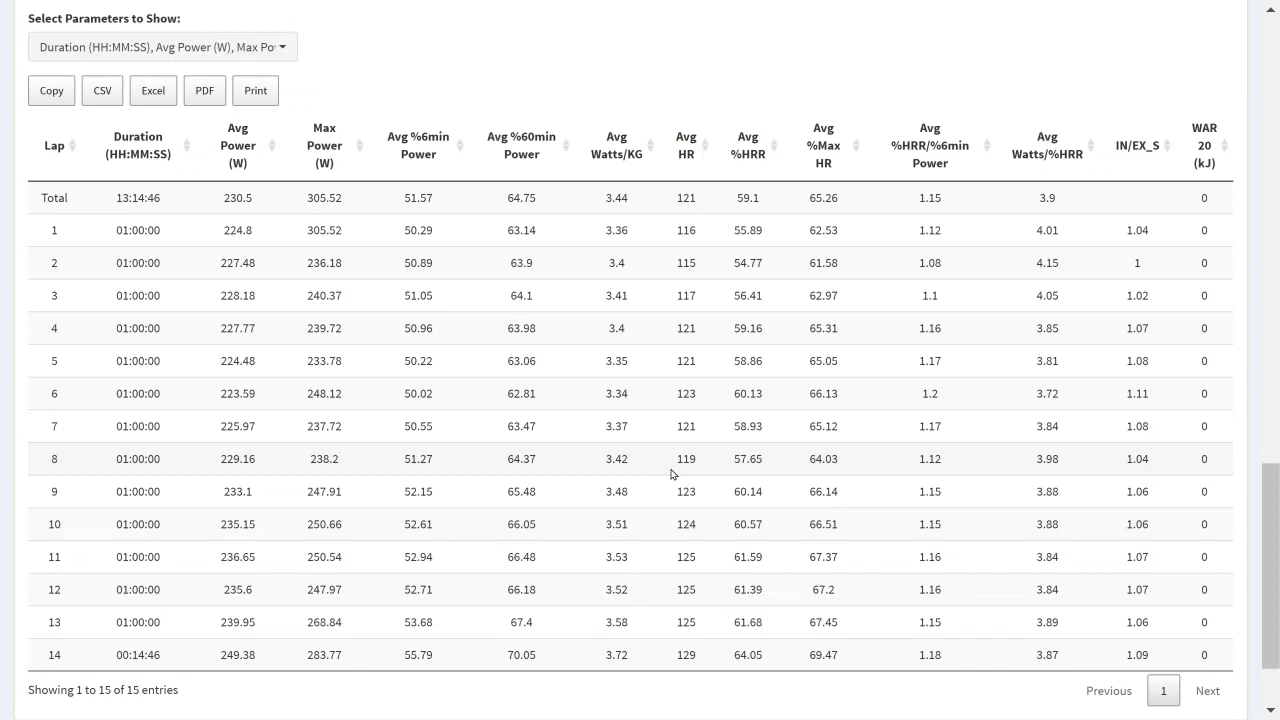 Select Parameters to Show:
Duration (HH:MM:SS), Avg Power (W), Max Po
Copy CSV Excel PDF Print
Lap Duration (HH:MM:SS) Avg Power (W) Max Power (W) Avg %6min Power Avg %60min Power Avg Watts/KG Avg HR Avg %HRR Avg %Max HR Avg %HRR/%6min Power Avg Watts/%HRR IN/EX_S WAR 20 (kJ)
Total 13:14:46 230.5 305.52 51.57 64.75 3.44 121 59.1 65.26 1.15 3.9 0
1 01:00:00 224.8 305.52 50.29 63.14 3.36 116 55.89 62.53 1.12 4.01 1.04 0
2 01:00:00 227.48 236.18 50.89 63.9 3.4 115 54.77 61.58 1.08 4.15 1 0
3 01:00:00 228.18 240.37 51.05 64.1 3.41 117 56.41 62.97 1.1 4.05 1.02 0
4 01:00:00 227.77 239.72 50.96 63.98 3.4 121 59.16 65.31 1.16 3.85 1.07 0
5 01:00:00 224.48 233.78 50.22 63.06 3.35 121 58.86 65.05 1.17 3.81 1.08 0
6 01:00:00 223.59 248.12 50.02 62.81 3.34 123 60.13 66.13 1.2 3.72 1.11 0
7 01:00:00 225.97 237.72 50.55 63.47 3.37 121 58.93 65.12 1.17 3.84 1.08 0
8 01:00:00 229.16 238.2 51.27 64.37 3.42 119 57.65 64.03 1.12 3.98 1.04 0
9 01:00:00 233.1 247.91 52.15 65.48 3.48 123 60.14 66.14 1.15 3.88 1.06 0
10 01:00:00 235.15 250.66 52.61 66.05 3.51 124 60.57 66.51 1.15 3.88 1.06 0
11 01:00:00 236.65 250.54 52.94 66.48 3.53 125 61.59 67.37 1.16 3.84 1.07 0
12 01:00:00 235.6 247.97 52.71 66.18 3.52 125 61.39 67.2 1.16 3.84 1.07 0
13 01:00:00 239.95 268.84 53.68 67.4 3.58 125 61.68 67.45 1.15 3.89 1.06 0
14 00:14:46 249.38 283.77 55.79 70.05 3.72 129 64.05 69.47 1.18 3.87 1.09 0
Showing 1 to 15 of 15 entries Previous 1 Next